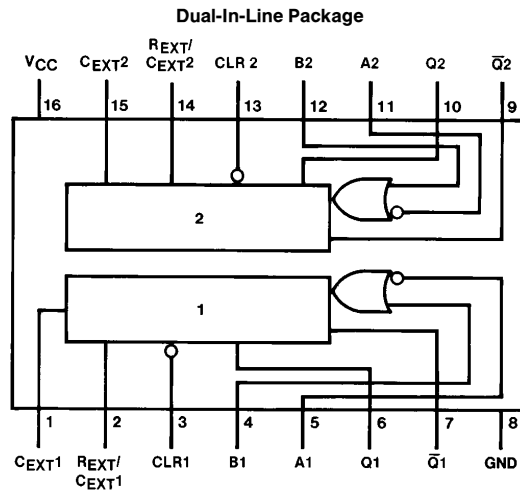 Dual-In-Line Package
VCC CEXT2 REXT/ CEXT2 CLR 2 B2 A2 Q2 Q̅2
16 15 14 13 12 11 10 9
2
1
1 2 3 4 5 6 7 8
CEXT1 REXT/ CEXT1 CLR1 B1 A1 Q1 Q̅1 GND